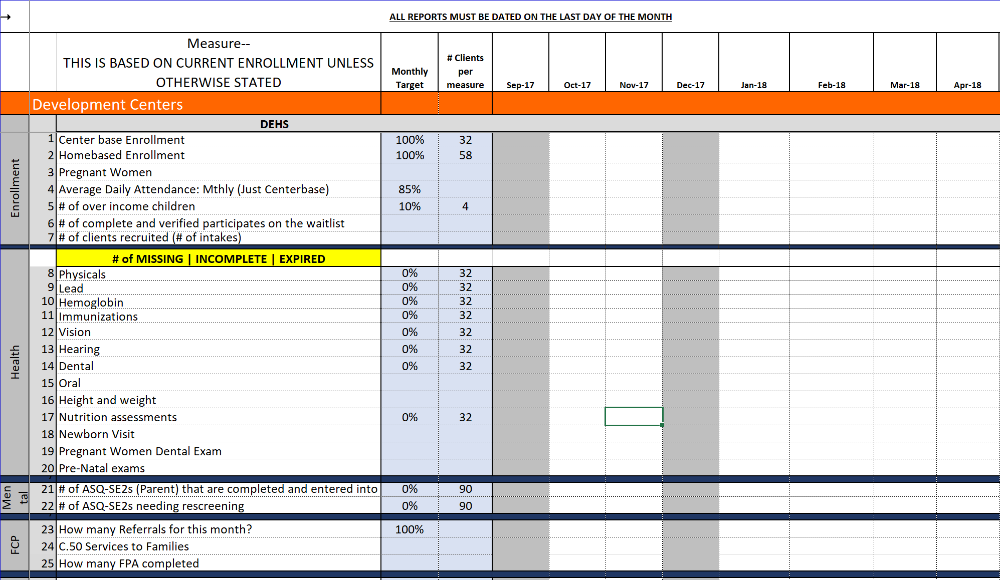 ALL REPORTS MUST BE DATED ON THE LAST DAY OF THE MONTH
Measure--
THIS IS BASED ON CURRENT ENROLLMENT UNLESS
OTHERWISE STATED
Monthly
Target
# Clients
per
measure
Sep-17 Oct-17 Nov-17 Dec-17 Jan-18 Feb-18 Mar-18 Apr-18
Development Centers
DEHS
Enrollment
1 Center base Enrollment 100% 32
2 Homebased Enrollment 100% 58
3 Pregnant Women
4 Average Daily Attendance: Mthly (Just Centerbase) 85%
5 # of over income children 10% 4
6 # of complete and verified participates on the waitlist
7 # of clients recruited (# of intakes)
# of MISSING | INCOMPLETE | EXPIRED
Health
8 Physicals 0% 32
9 Lead 0% 32
10 Hemoglobin 0% 32
11 Immunizations 0% 32
12 Vision 0% 32
13 Hearing 0% 32
14 Dental 0% 32
15 Oral
16 Height and weight
17 Nutrition assessments 0% 32
18 Newborn Visit
19 Pregnant Women Dental Exam
20 Pre-Natal exams
Men
tal
21 # of ASQ-SE2s (Parent) that are completed and entered into 0% 90
22 # of ASQ-SE2s needing rescreening 0% 90
FCP
23 How many Referrals for this month? 100%
24 C.50 Services to Families
25 How many FPA completed